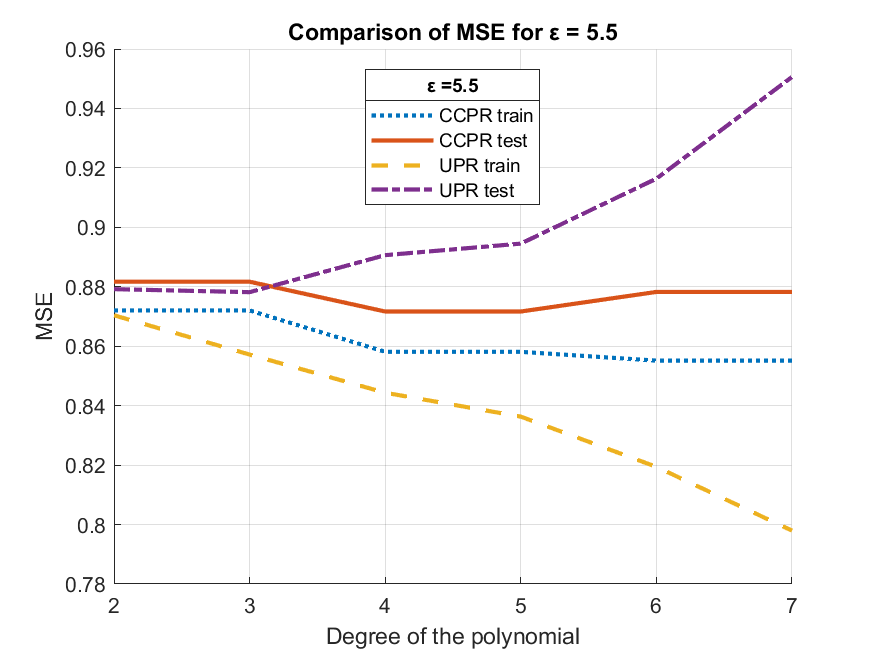 Comparison of MSE for ε = 5.5
0.96
0.94
0.92
0.9
0.88
0.86
0.84
0.82
0.8
0.78
MSE
ε =5.5
CCPR train
CCPR test
UPR train
UPR test
2 3 4 5 6 7
Degree of the polynomial